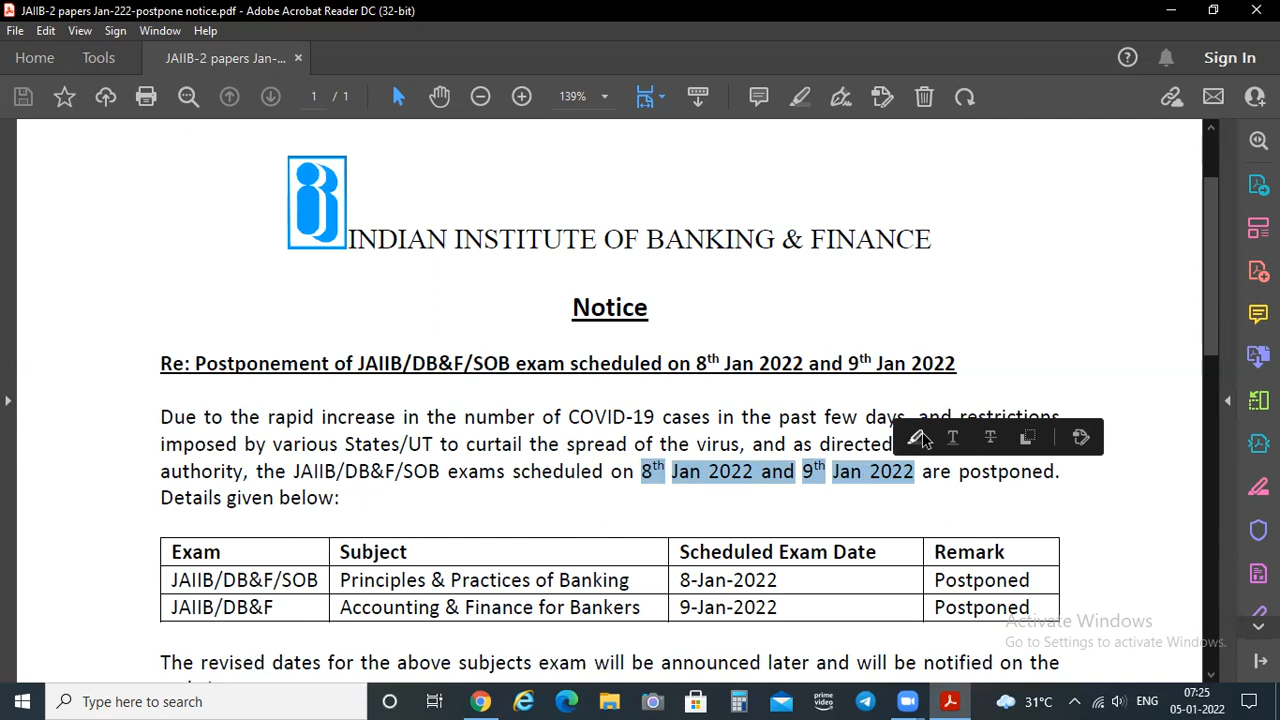 JAIIB-2 papers Jan-222-postpone notice.pdf - Adobe Acrobat Reader DC (32-bit)
File Edit View Sign Window Help
Home Tools JAIIB-2 papers Jan-... × Sign In
1 / 1 139%
INDIAN INSTITUTE OF BANKING & FINANCE
Notice
Re: Postponement of JAIIB/DB&F/SOB exam scheduled on 8th Jan 2022 and 9th Jan 2022
Due to the rapid increase in the number of COVID-19 cases in the past few days, and restrictions
imposed by various States/UT to curtail the spread of the virus, and as directed
authority, the JAIIB/DB&F/SOB exams scheduled on 8th Jan 2022 and 9th Jan 2022 are postponed.
Details given below:
Exam Subject Scheduled Exam Date Remark
JAIIB/DB&F/SOB Principles & Practices of Banking 8-Jan-2022 Postponed
JAIIB/DB&F Accounting & Finance for Bankers 9-Jan-2022 Postponed
Activate Windows
Go to Settings to activate Windows.
The revised dates for the above subjects exam will be announced later and will be notified on the
Type here to search
prime video
31°C ENG 07:25
05-01-2022